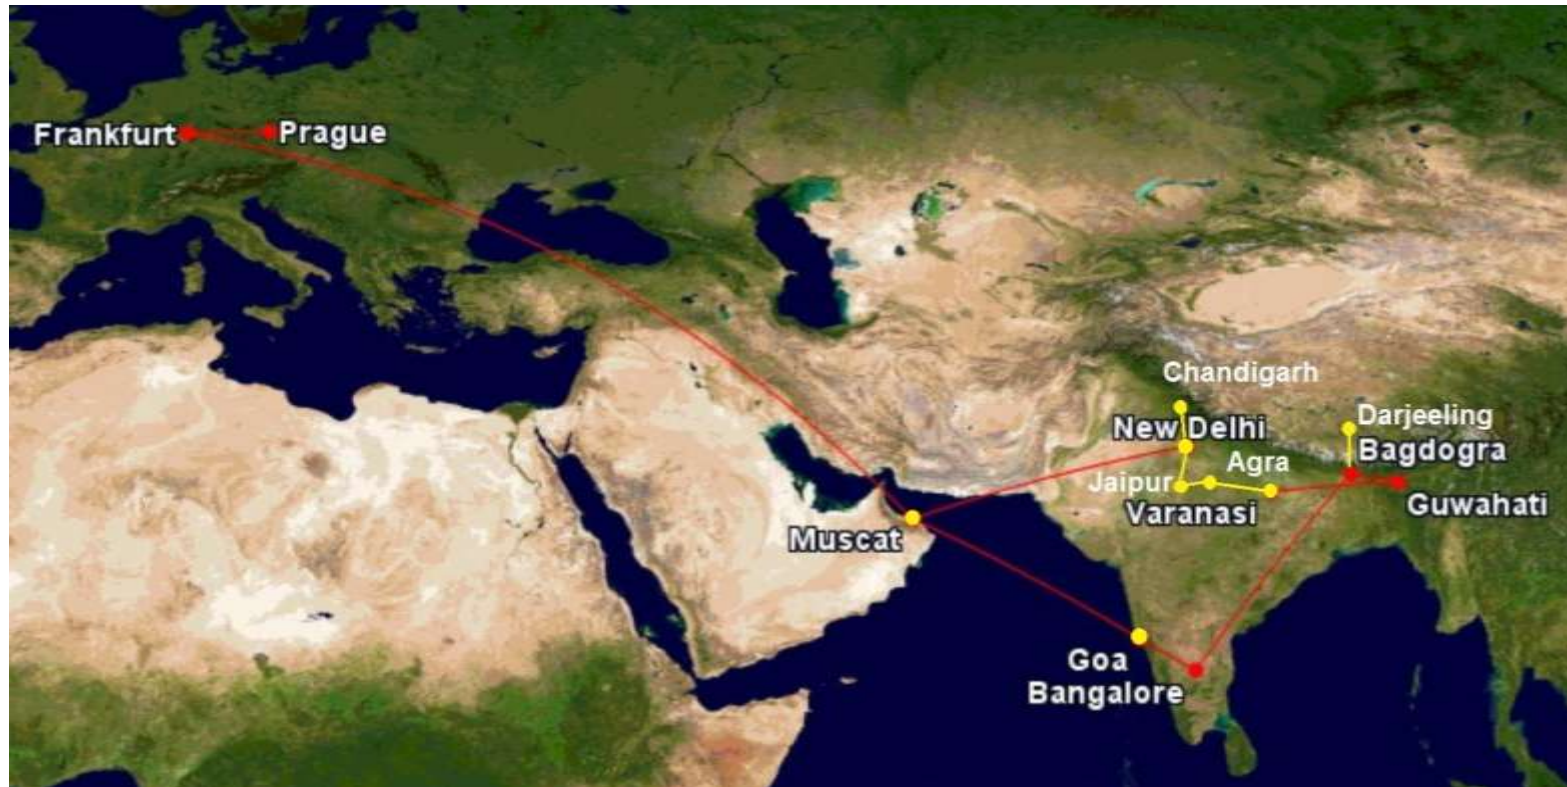 Frankfurt
Prague
Chandigarh
New Delhi
Darjeeling
Bagdogra
Agra
Jaipur
Varanasi
Guwahati
Muscat
Goa
Bangalore